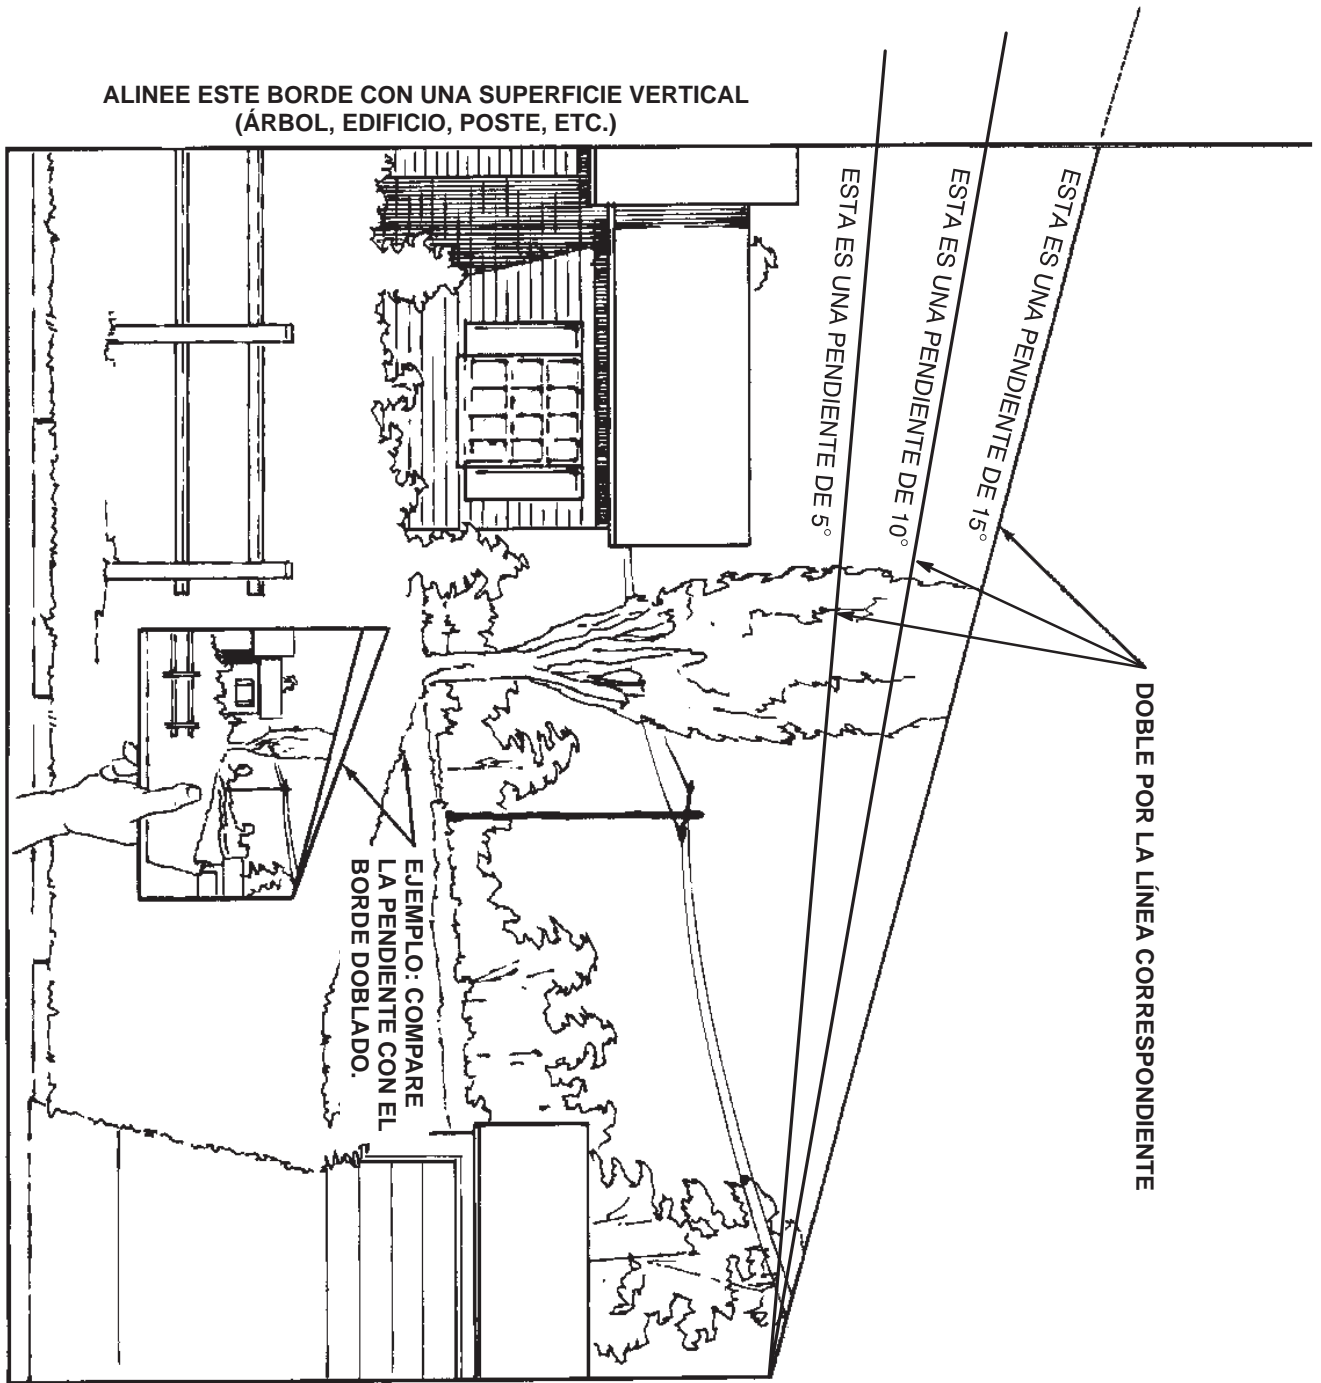 ALINEE ESTE BORDE CON UNA SUPERFICIE VERTICAL
(ÁRBOL, EDIFICIO, POSTE, ETC.)
ESTA ES UNA PENDIENTE DE 15°
ESTA ES UNA PENDIENTE DE 10°
ESTA ES UNA PENDIENTE DE 5°
DOBLE POR LA LÍNEA CORRESPONDIENTE
EJEMPLO: COMPARE
LA PENDIENTE CON EL
BORDE DOBLADO.